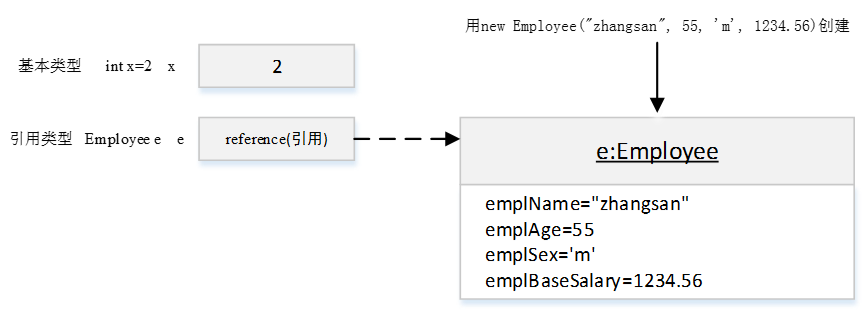 用new Employee("zhangsan", 55, 'm', 1234.56)创建
基本类型 int x=2 x 2
引用类型 Employee e e reference(引用)
e:Employee
emplName="zhangsan"
emplAge=55
emplSex='m'
emplBaseSalary=1234.56